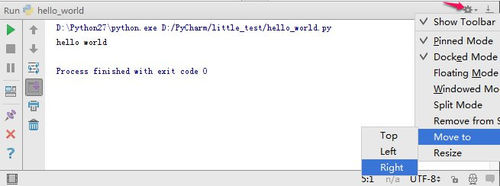 Run hello_world
D:\Python27\python.exe D:/PyCharm/little_test/hello_world.py
hello world
Process finished with exit code 0
Show Toolbar
Pinned Mode
Docked Mode
Floating Mode
Windowed Mo
Split Mode
Remove from S
Move to
Resize
Top
Left
Right
5:1 n/a UTF-8